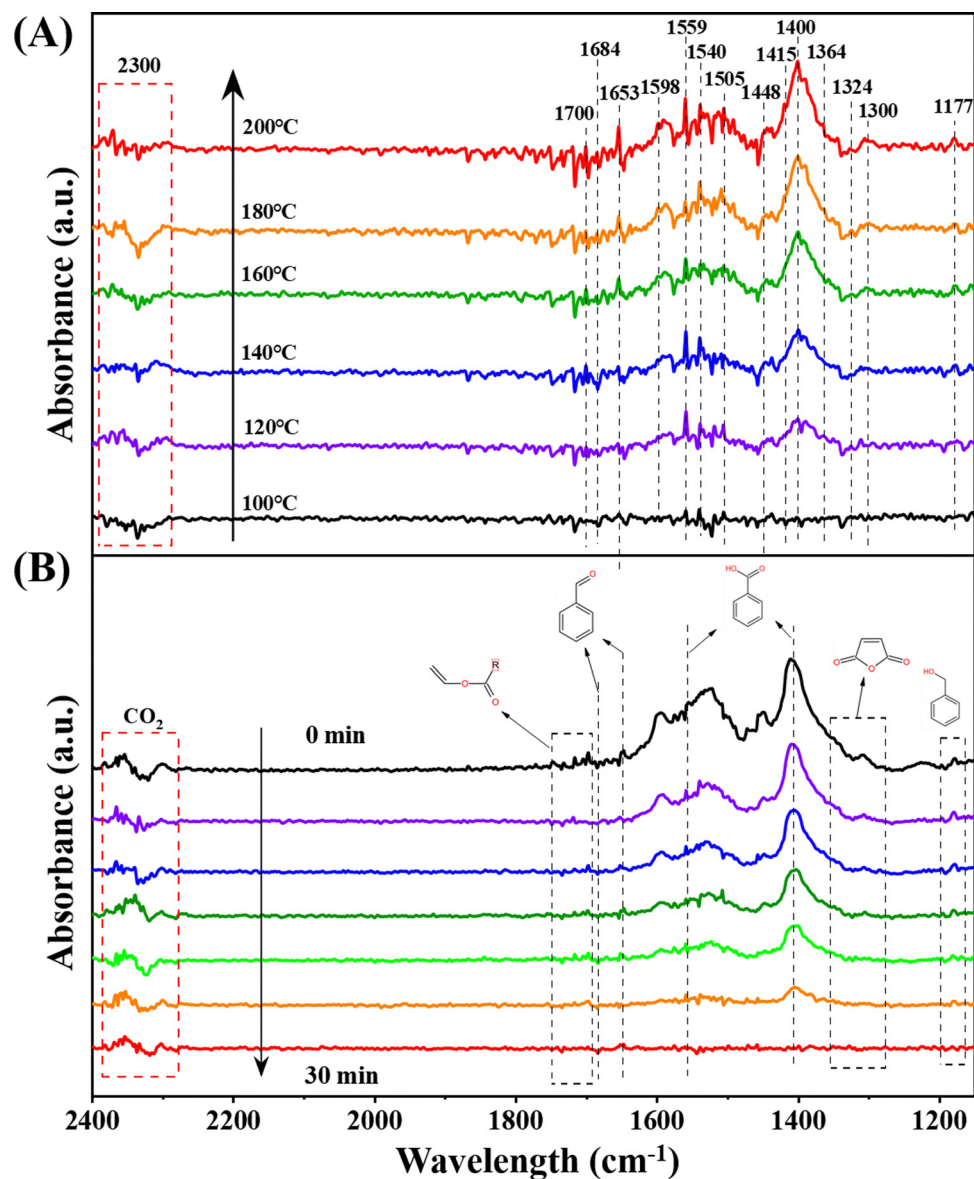 (A)
2300
1700
1684
1653
1598
1559
1540
1505
1448
1415
1400
1364
1324
1300
1177
200°C
180°C
160°C
140°C
120°C
100°C
Absorbance (a.u.)
(B)
CO2
0 min
30 min
O
R
O
O
HO
O
O
O
O
HO
Absorbance (a.u.)
2400
2200
2000
1800
1600
1400
1200
Wavelength (cm-1)